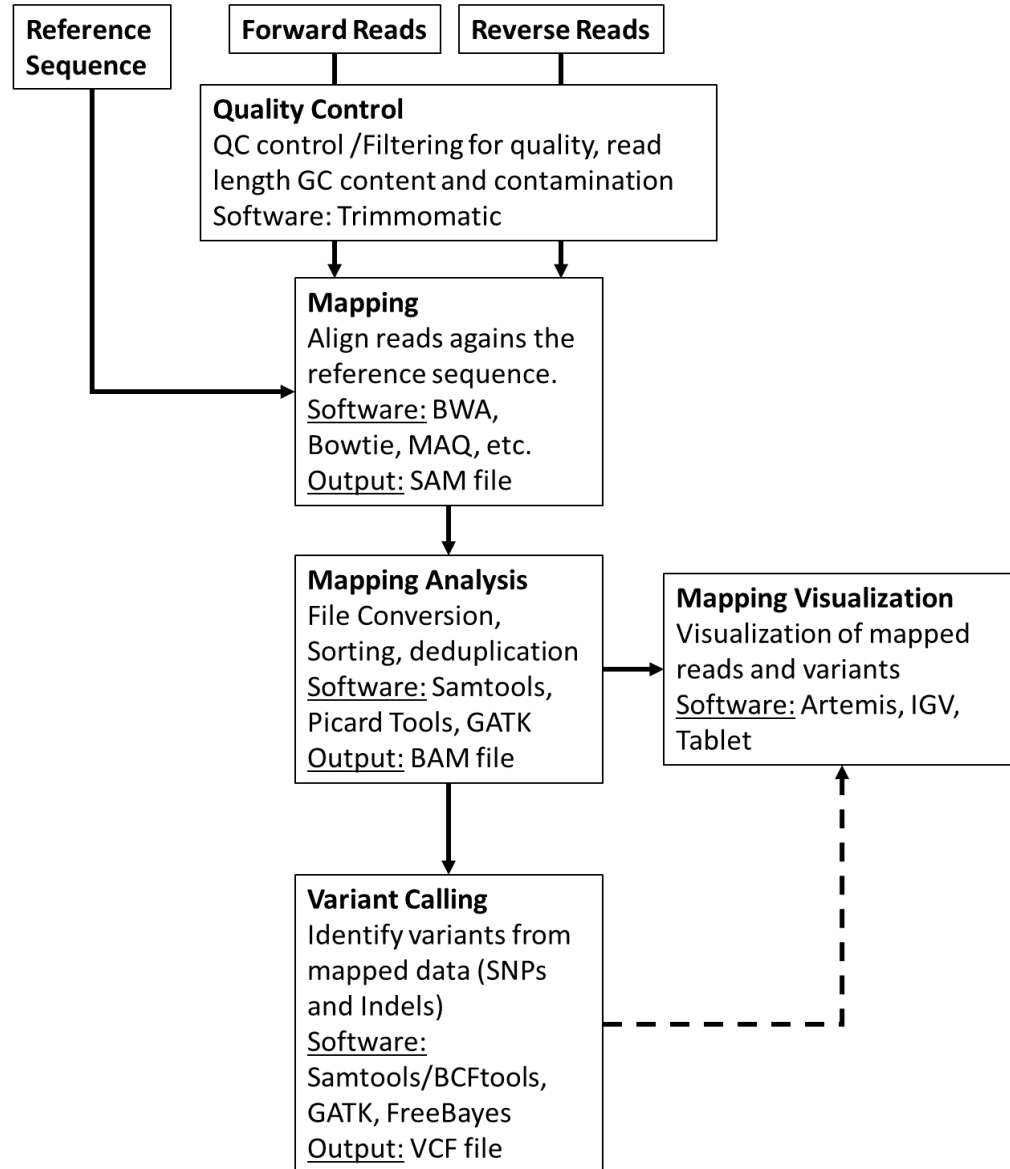 Reference
Sequence
Forward Reads
Reverse Reads
Quality Control
QC control /Filtering for quality, read
length GC content and contamination
Software: Trimmomatic
Mapping
Align reads agains the
reference sequence.
Software: BWA,
Bowtie, MAQ, etc.
Output: SAM file
Mapping Analysis
File Conversion,
Sorting, deduplication
Software: Samtools,
Picard Tools, GATK
Output: BAM file
Mapping Visualization
Visualization of mapped
reads and variants
Software: Artemis, IGV,
Tablet
Variant Calling
Identify variants from
mapped data (SNPs
and Indels)
Software:
Samtools/BCFtools,
GATK, FreeBayes
Output: VCF file